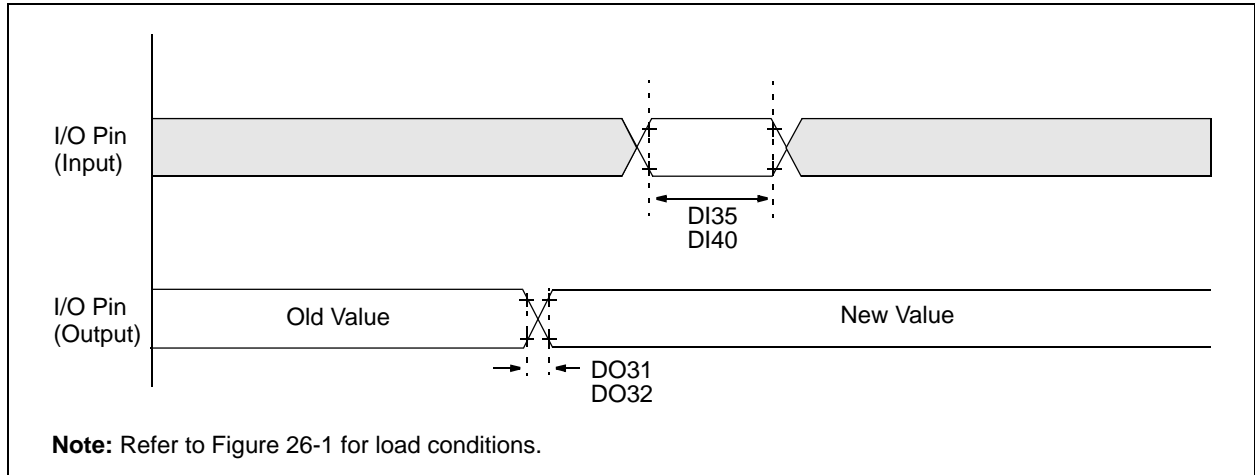 I/O Pin
(Input)
DI35
DI40
I/O Pin
(Output)
Old Value
New Value
DO31
DO32
Note: Refer to Figure 26-1 for load conditions.